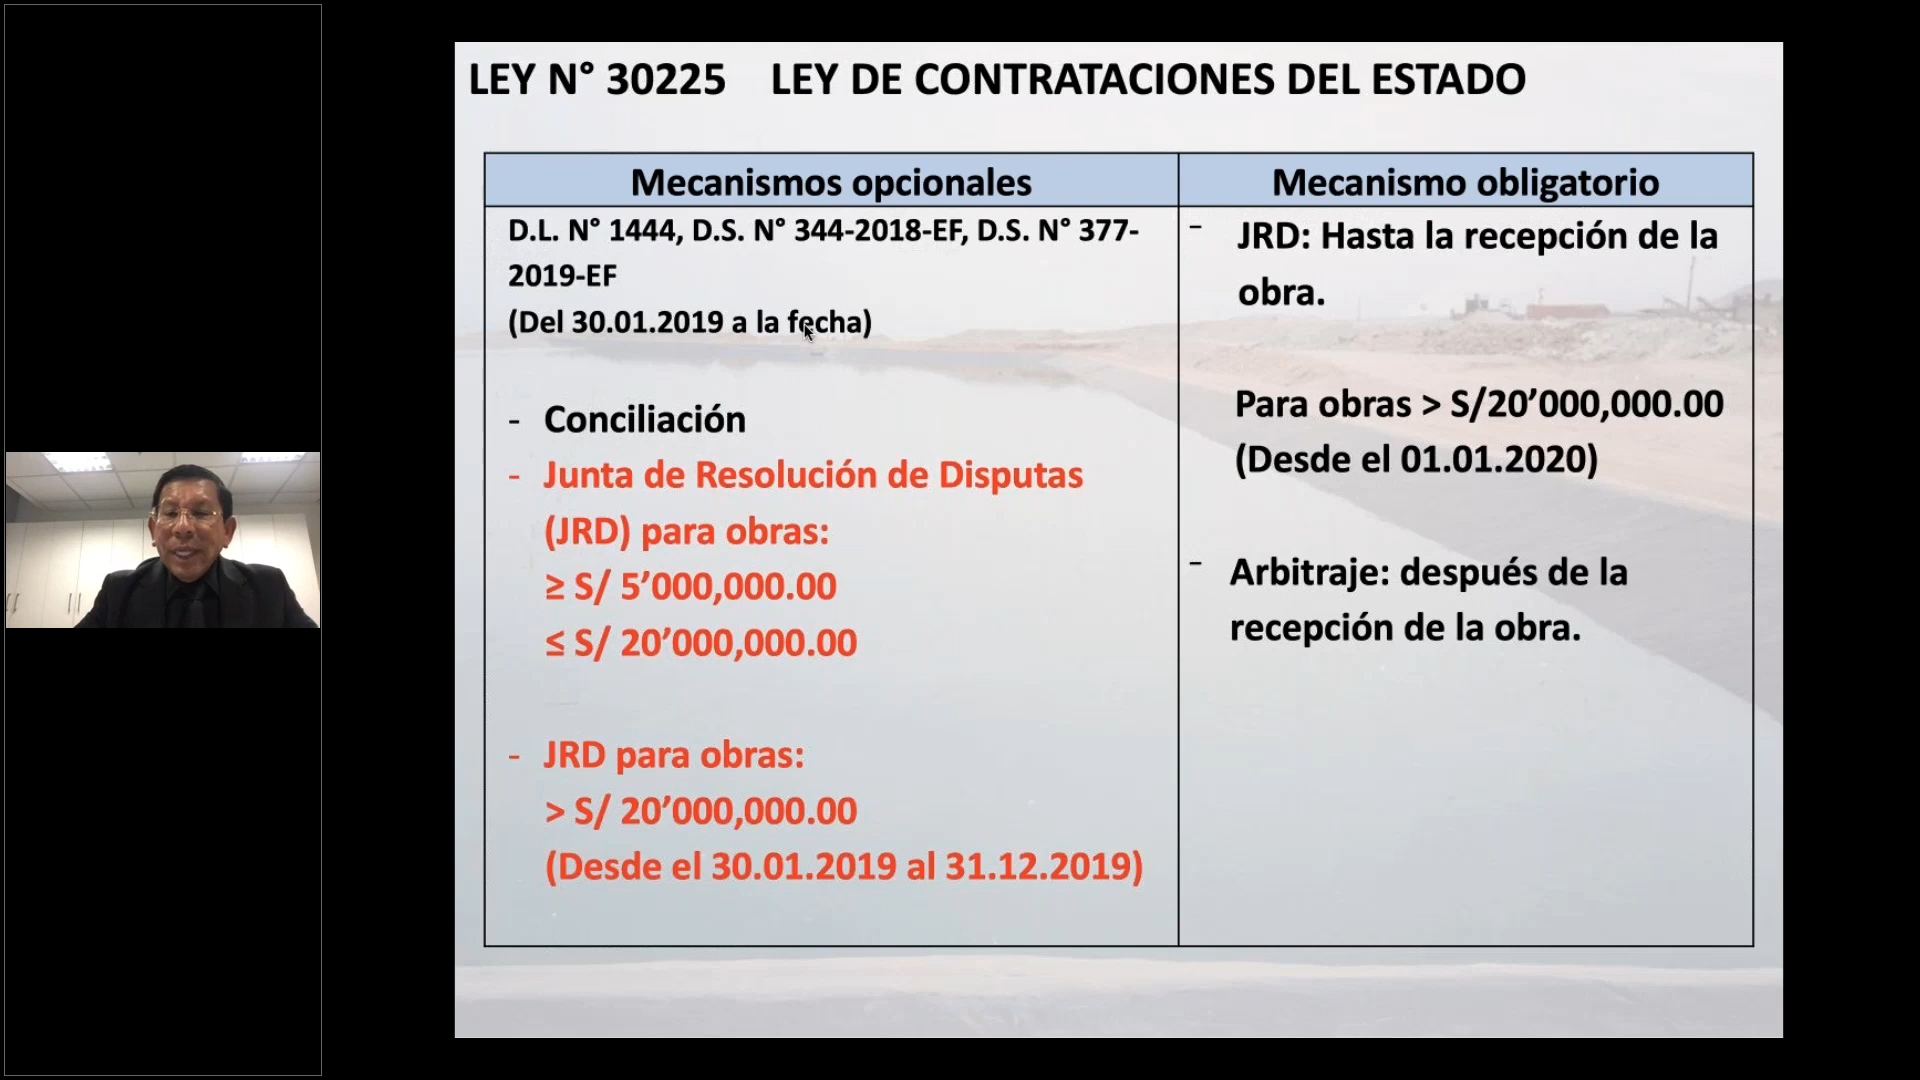 LEY N° 30225 LEY DE CONTRATACIONES DEL ESTADO
Mecanismos opcionales
D.L. N° 1444, D.S. N° 344-2018-EF, D.S. N° 377-
2019-EF
(Del 30.01.2019 a la fecha)
- Conciliación
- Junta de Resolución de Disputas
(JRD) para obras:
≥ S/ 5’000,000.00
≤ S/ 20’000,000.00
- JRD para obras:
> S/ 20’000,000.00
(Desde el 30.01.2019 al 31.12.2019)
Mecanismo obligatorio
- JRD: Hasta la recepción de la
obra.
Para obras > S/20’000,000.00
(Desde el 01.01.2020)
- Arbitraje: después de la
recepción de la obra.